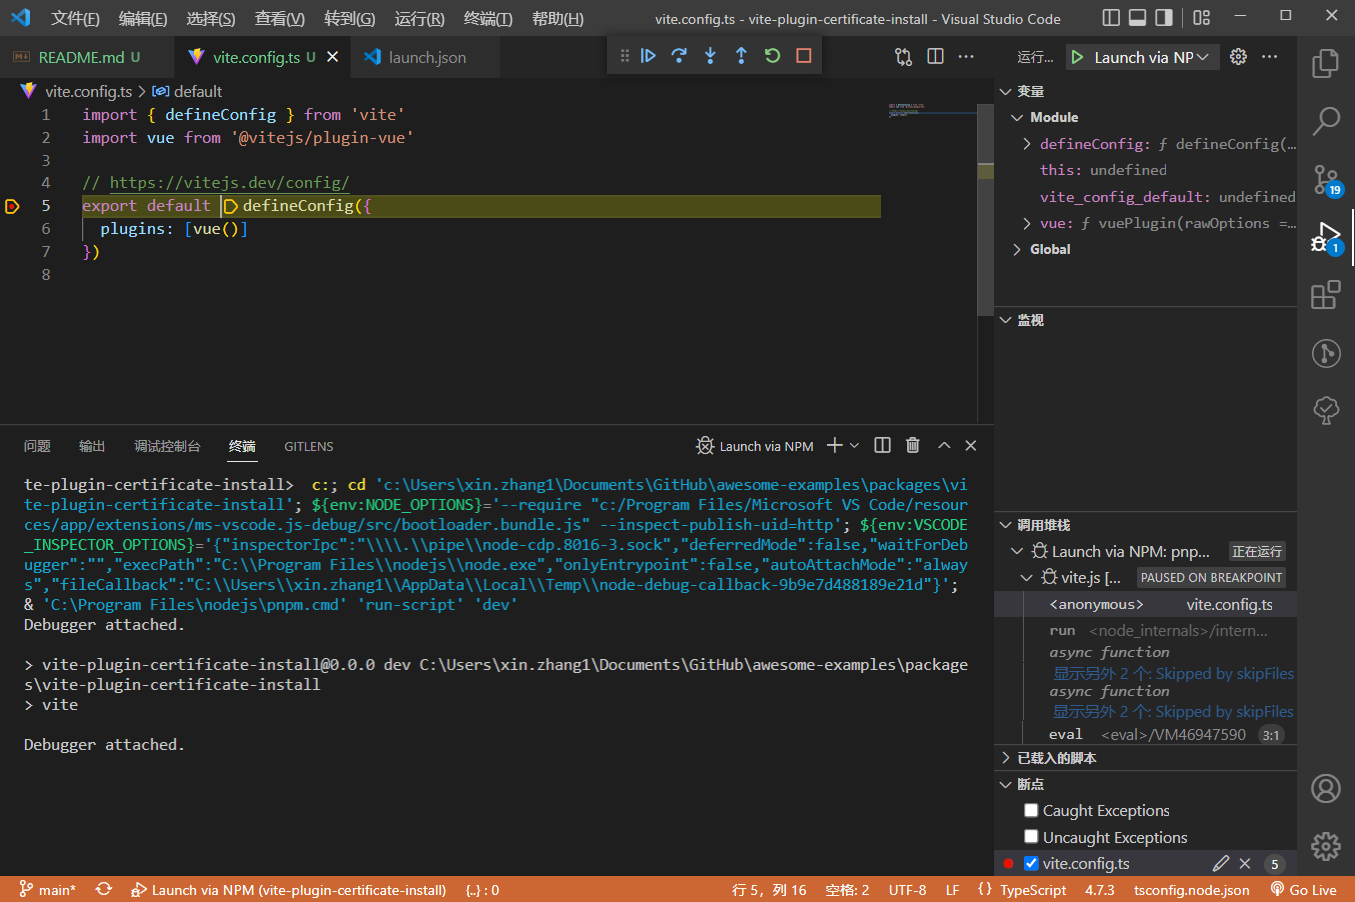 文件(F) 编辑(E) 选择(S) 查看(V) 转到(G) 运行(R) 终端(T) 帮助(H) vite.config.ts - vite-plugin-certificate-install - Visual Studio Code
README.md U vite.config.ts U launch.json
运行... Launch via NP
vite.config.ts > default
1 import { defineConfig } from 'vite'
2 import vue from '@vitejs/plugin-vue'
3
4 // https://vitejs.dev/config/
5 export default defineConfig({
6 plugins: [vue()]
7 })
8
变量
Module
defineConfig: ƒ defineConfig(...
this: undefined
vite_config_default: undefined
vue: ƒ vuePlugin(rawOptions =...
Global
监视
19
1
问题 输出 调试控制台 终端 GITLENS Launch via NPM
te-plugin-certificate-install> c:; cd 'c:\Users\xin.zhang1\Documents\GitHub\awesome-examples\packages\vi
te-plugin-certificate-install'; ${env:NODE_OPTIONS}='--require "c:/Program Files/Microsoft VS Code/resour
ces/app/extensions/ms-vscode.js-debug/src/bootloader.bundle.js" --inspect-publish-uid=http'; ${env:VSCODE
_INSPECTOR_OPTIONS}='{"inspectorIpc":"\\\\.\\pipe\\node-cdp.8016-3.sock","deferredMode":false,"waitForDeb
ugger":"","execPath":"C:\\Program Files\\nodejs\\node.exe","onlyEntrypoint":false,"autoAttachMode":"alway
s","fileCallback":"C:\\Users\\xin.zhang1\\AppData\\Local\\Temp\\node-debug-callback-9b9e7d488189e21d"}';
& 'C:\Program Files\nodejs\pnpm.cmd' 'run-script' 'dev'
Debugger attached.
> vite-plugin-certificate-install@0.0.0 dev C:\Users\xin.zhang1\Documents\GitHub\awesome-examples\package
s\vite-plugin-certificate-install
> vite
Debugger attached.
调用堆栈
Launch via NPM: pnp... 正在运行
vite.js [... PAUSED ON BREAKPOINT
<anonymous> vite.config.ts
run <node_internals>/intern...
async function
显示另外 2 个: Skipped by skipFiles
async function
显示另外 2 个: Skipped by skipFiles
eval <eval>/VM46947590 3:1
已载入的脚本
断点
Caught Exceptions
Uncaught Exceptions
vite.config.ts 5
main* Launch via NPM (vite-plugin-certificate-install) {..} : 0 行 5，列 16 空格: 2 UTF-8 LF {} TypeScript 4.7.3 tsconfig.node.json Go Live